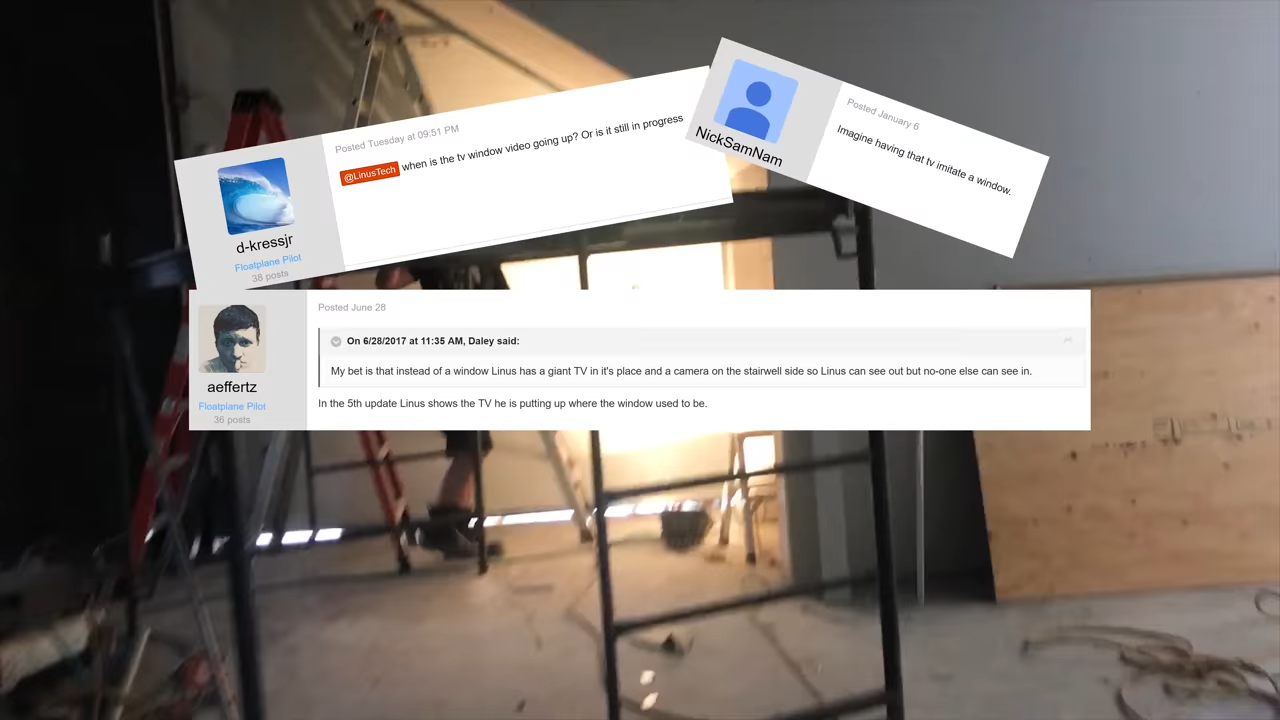 Posted Tuesday at 09:51 PM
@LinusTech when is the tv window video going up? Or is it still in progress
d-kressjr
Floatplane Pilot
38 posts
Posted January 6
Imagine having that tv imitate a window.
NickSamNam
Posted June 28
On 6/28/2017 at 11:35 AM, Daley said:
My bet is that instead of a window Linus has a giant TV in it's place and a camera on the stairwell side so Linus can see out but no-one else can see in.
In the 5th update Linus shows the TV he is putting up where the window used to be.
aeffertz
Floatplane Pilot
36 posts